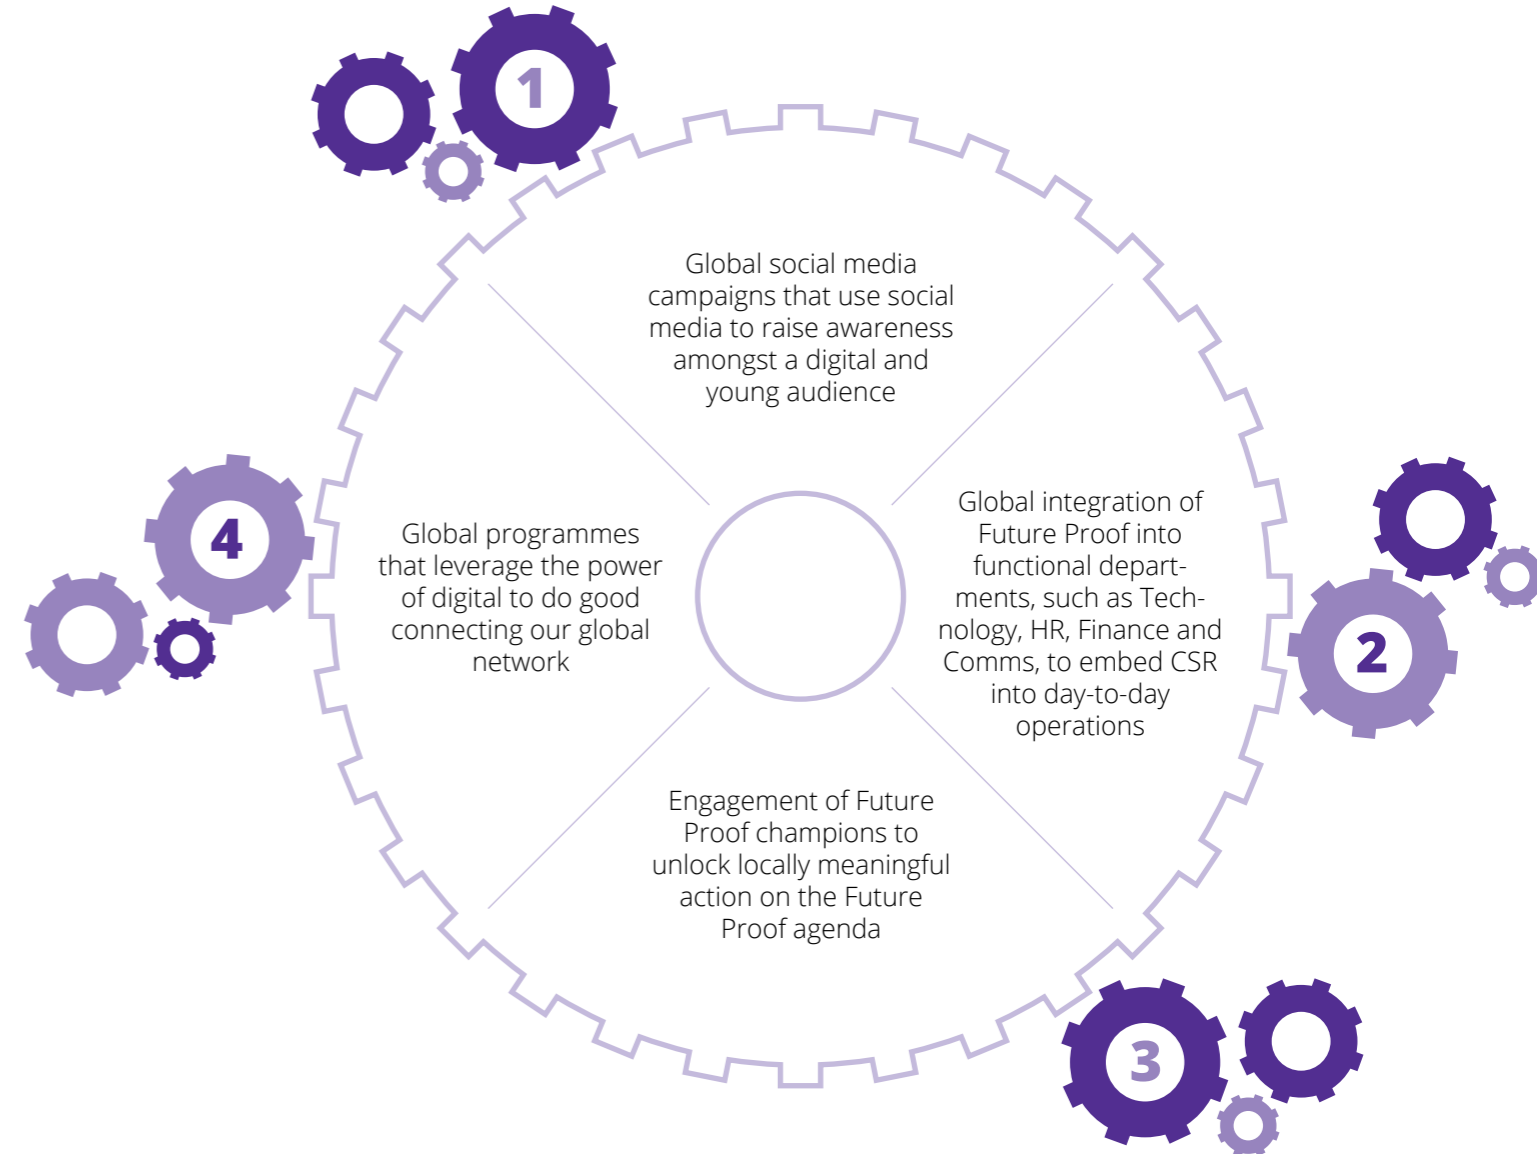 1
Global social media
campaigns that use social
media to raise awareness
amongst a digital and
young audience
2
Global integration of
Future Proof into
functional depart-
ments, such as Tech-
nology, HR, Finance and
Comms, to embed CSR
into day-to-day
operations
3
Engagement of Future
Proof champions to
unlock locally meaningful
action on the Future
Proof agenda
4
Global programmes
that leverage the power
of digital to do good
connecting our global
network